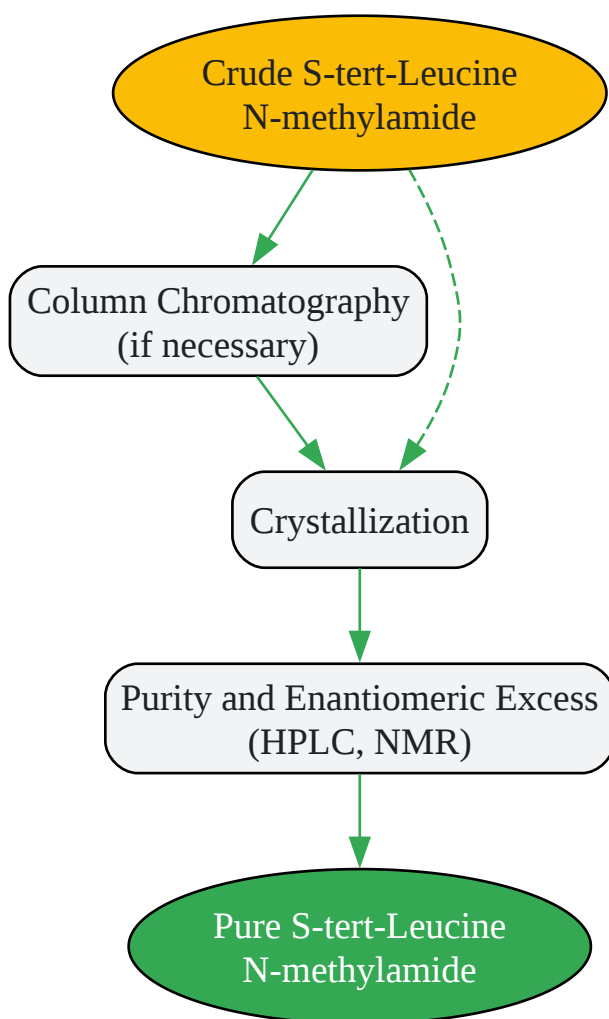 Crude S-tert-Leucine
N-methylamide
Column Chromatography
(if necessary)
Crystallization
Purity and Enantiomeric Excess
(HPLC, NMR)
Pure S-tert-Leucine
N-methylamide